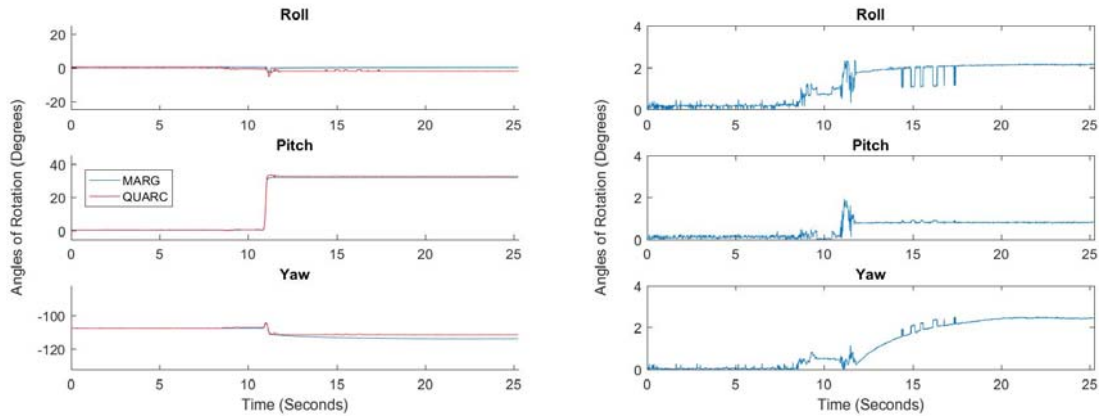 Roll
20
0
-20
0 5 10 15 20 25
Pitch
40
20
0
MARG
QUARC
0 5 10 15 20 25
Yaw
-100
-120
0 5 10 15 20 25
Time (Seconds)
Angles of Rotation (Degrees)
Roll
4
2
0
0 5 10 15 20 25
Pitch
4
2
0
0 5 10 15 20 25
Yaw
4
2
0
0 5 10 15 20 25
Time (Seconds)
Angles of Rotation (Degrees)